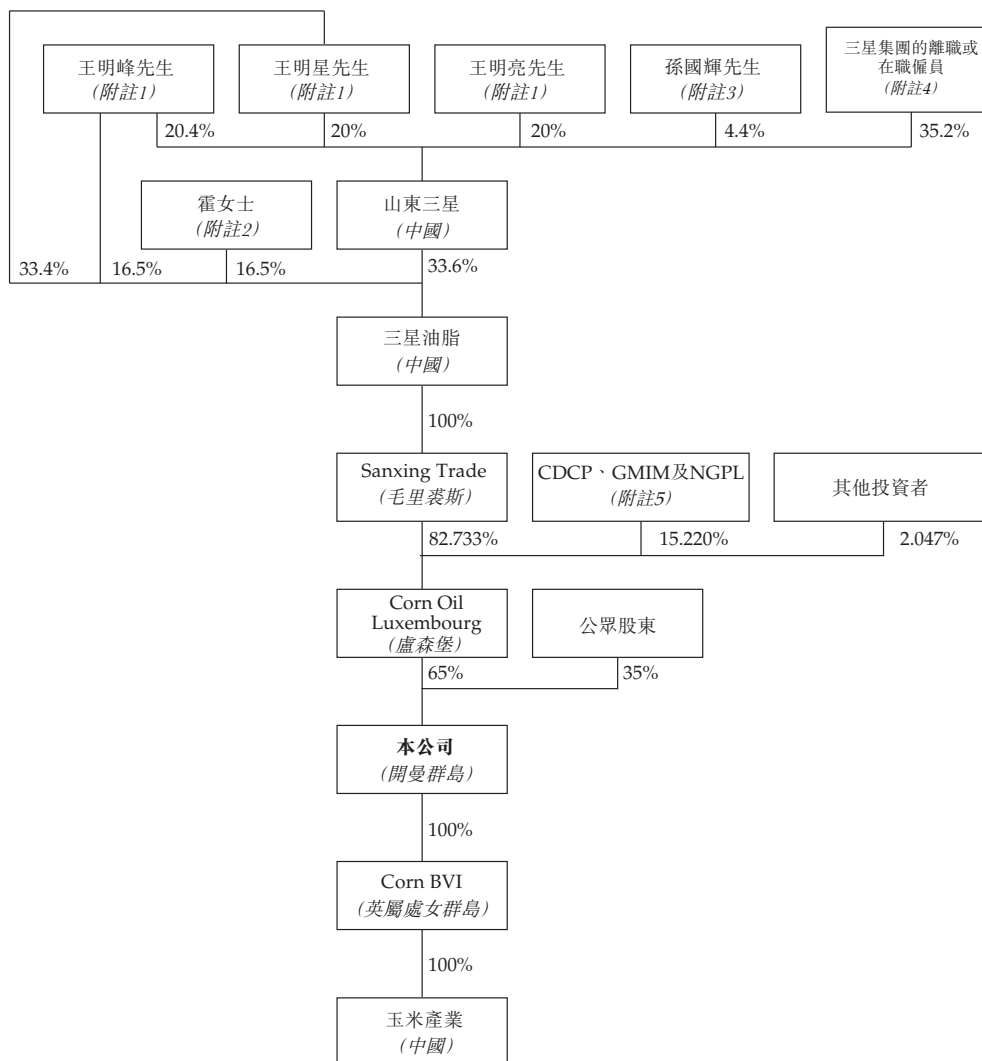 王明峰先生
（附註1）
王明星先生
（附註1）
王明亮先生
（附註1）
孫國輝先生
（附註3）
三星集團的離職或
在職僱員
（附註4）
20.4%
20%
20%
4.4%
35.2%
霍女士
（附註2）
山東三星
（中國）
33.4%
16.5%
16.5%
33.6%
三星油脂
（中國）
100%
Sanxing Trade
（毛里裘斯）
CDCP、GMIM及NGPL
（附註5）
其他投資者
82.733%
15.220%
2.047%
Corn Oil
Luxembourg
（盧森堡）
公眾股東
65%
35%
本公司
（開曼群島）
100%
Corn BVI
（英屬處女群島）
100%
玉米產業
（中國）